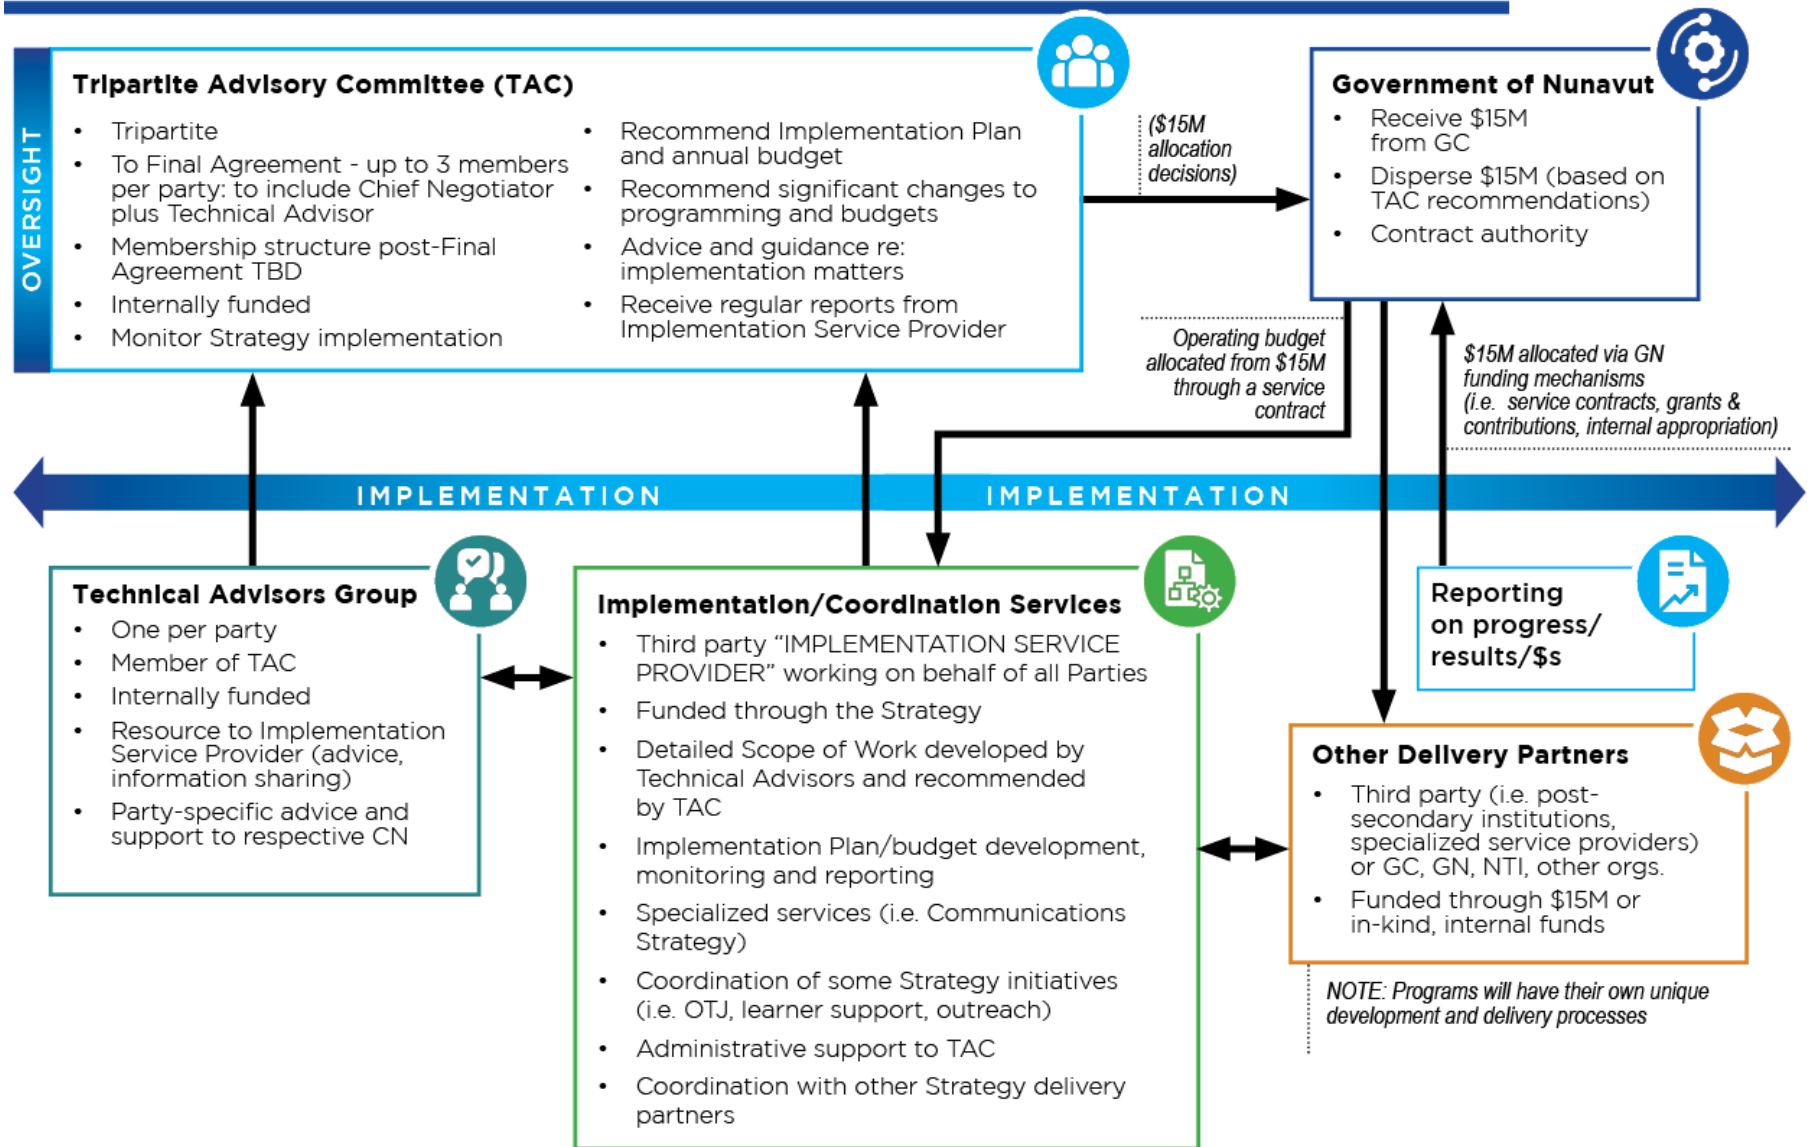 OVERSIGHT
Tripartite Advisory Committee (TAC)
• Tripartite
• To Final Agreement - up to 3 members
per party: to include Chief Negotiator
plus Technical Advisor
• Membership structure post-Final
Agreement TBD
• Internally funded
• Monitor Strategy implementation
• Recommend Implementation Plan
and annual budget
• Recommend significant changes to
programming and budgets
• Advice and guidance re:
implementation matters
• Receive regular reports from
Implementation Service Provider
($15M
allocation
decisions)
Government of Nunavut
• Receive $15M
from GC
• Disperse $15M (based on
TAC recommendations)
• Contract authority
Operating budget
allocated from $15M
through a service
contract
$15M allocated via GN
funding mechanisms
(i.e. service contracts, grants &
contributions, internal appropriation)
IMPLEMENTATION
IMPLEMENTATION
Technical Advisors Group
• One per party
• Member of TAC
• Internally funded
• Resource to Implementation
Service Provider (advice,
information sharing)
• Party-specific advice and
support to respective CN
Implementation/Coordination Services
• Third party “IMPLEMENTATION SERVICE
PROVIDER” working on behalf of all Parties
• Funded through the Strategy
• Detailed Scope of Work developed by
Technical Advisors and recommended
by TAC
• Implementation Plan/budget development,
monitoring and reporting
• Specialized services (i.e. Communications
Strategy)
• Coordination of some Strategy initiatives
(i.e. OTJ, learner support, outreach)
• Administrative support to TAC
• Coordination with other Strategy delivery
partners
Reporting
on progress/
results/$s
Other Delivery Partners
• Third party (i.e. post-
secondary institutions,
specialized service providers)
or GC, GN, NTI, other orgs.
• Funded through $15M or
in-kind, internal funds
NOTE: Programs will have their own unique
development and delivery processes